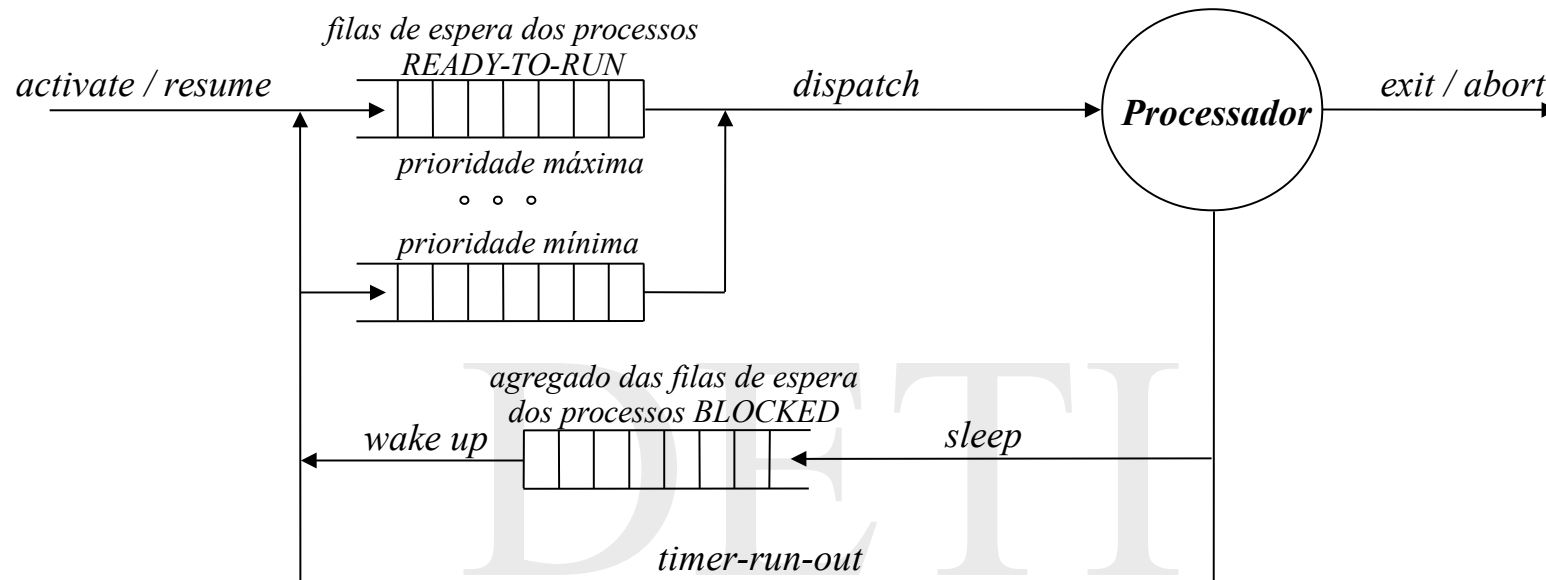 filas de espera dos processos
READY-TO-RUN
activate / resume
dispatch
Processador
exit / abort
prioridade máxima
prioridade mínima
agregado das filas de espera
dos processos BLOCKED
wake up
sleep
DETI
timer-run-out